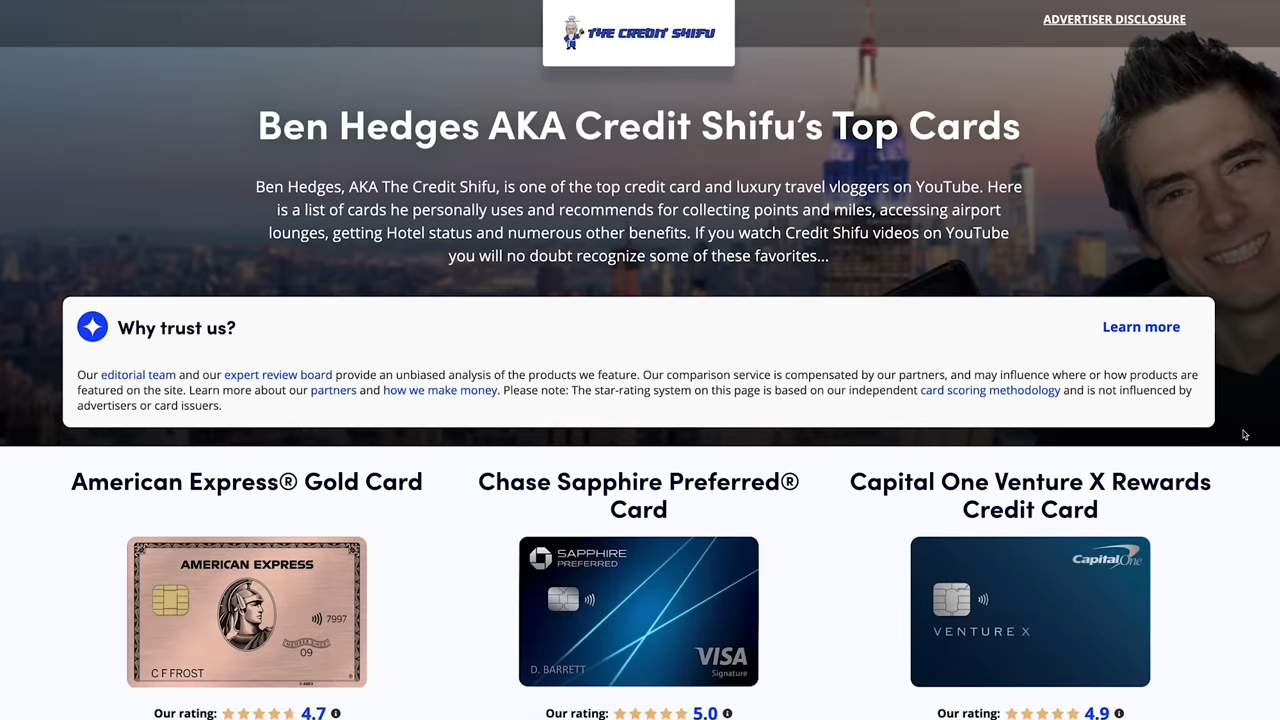 ADVERTISER DISCLOSURE
THE CREDIT SHIFU
Ben Hedges AKA Credit Shifu’s Top Cards
Ben Hedges, AKA The Credit Shifu, is one of the top credit card and luxury travel vloggers on YouTube. Here
is a list of cards he personally uses and recommends for collecting points and miles, accessing airport
lounges, getting Hotel status and numerous other benefits. If you watch Credit Shifu videos on YouTube
you will no doubt recognize some of these favorites...
Why trust us?
Learn more
Our editorial team and our expert review board provide an unbiased analysis of the products we feature. Our comparison service is compensated by our partners, and may influence where or how products are
featured on the site. Learn more about our partners and how we make money. Please note: The star-rating system on this page is based on our independent card scoring methodology and is not influenced by
advertisers or card issuers.
American Express® Gold Card
AMERICAN EXPRESS
7997
MEMBER SINCE
09
C F FROST
Our rating: 4.7
Chase Sapphire Preferred®
Card
SAPPHIRE
PREFERRED
D. BARRETT
VISA
Signature
Our rating: 5.0
Capital One Venture X Rewards
Credit Card
CapitalOne
VENTURE X
Our rating: 4.9